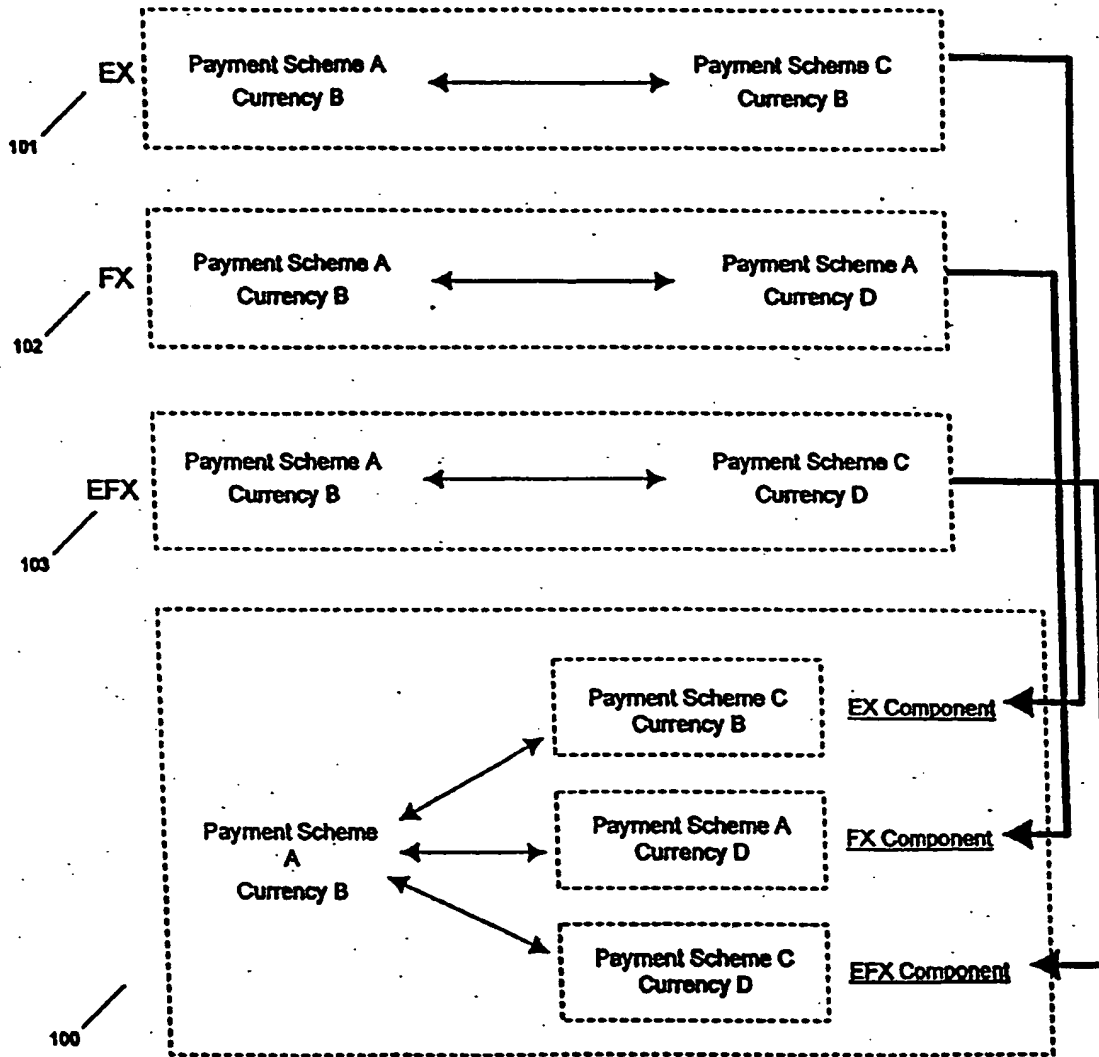 EX
Payment Scheme A
Currency B
Payment Scheme C
Currency B
101
FX
Payment Scheme A
Currency B
Payment Scheme A
Currency D
102
EFX
Payment Scheme A
Currency B
Payment Scheme C
Currency D
103
Payment Scheme C
Currency B
EX Component
Payment Scheme
A
Currency B
Payment Scheme A
Currency D
FX Component
Payment Scheme C
Currency D
EFX Component
100